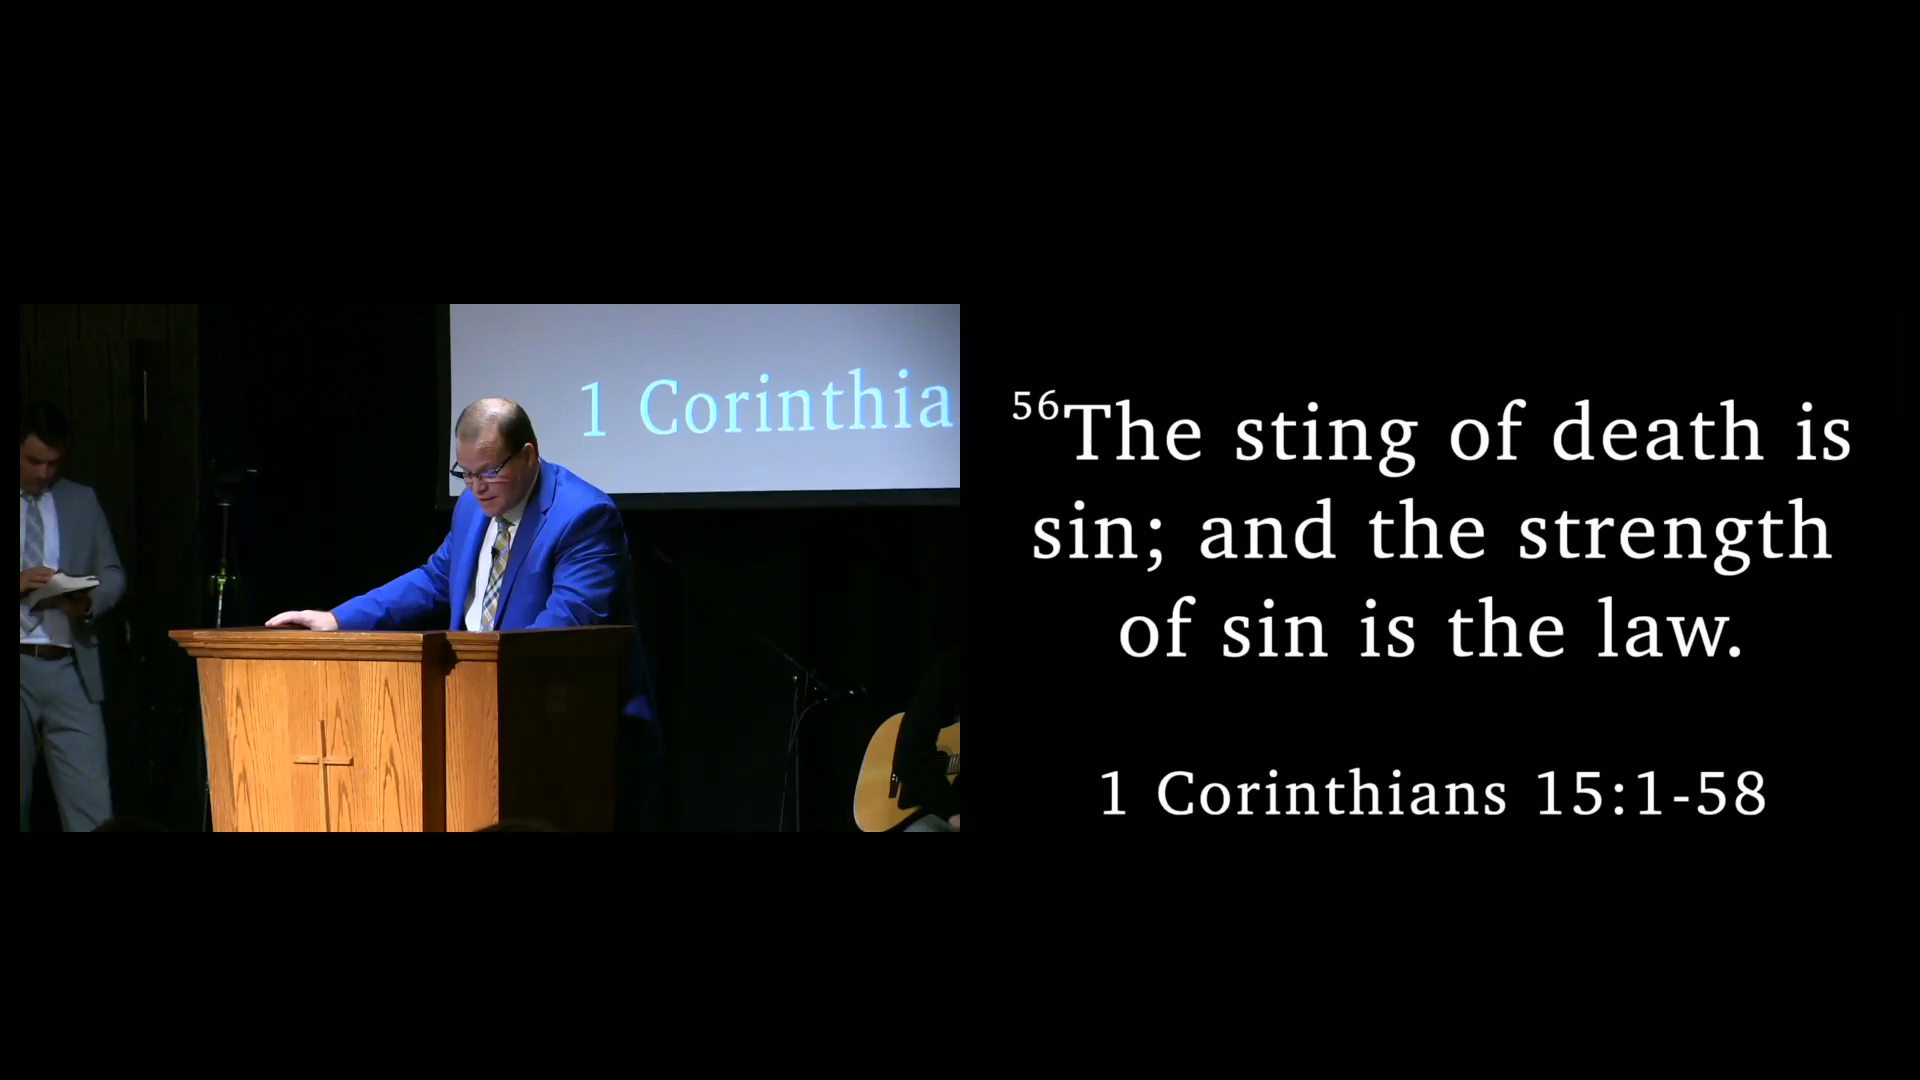 1 Corinthia
⁵⁶The sting of death is
sin; and the strength
of sin is the law.
1 Corinthians 15:1-58